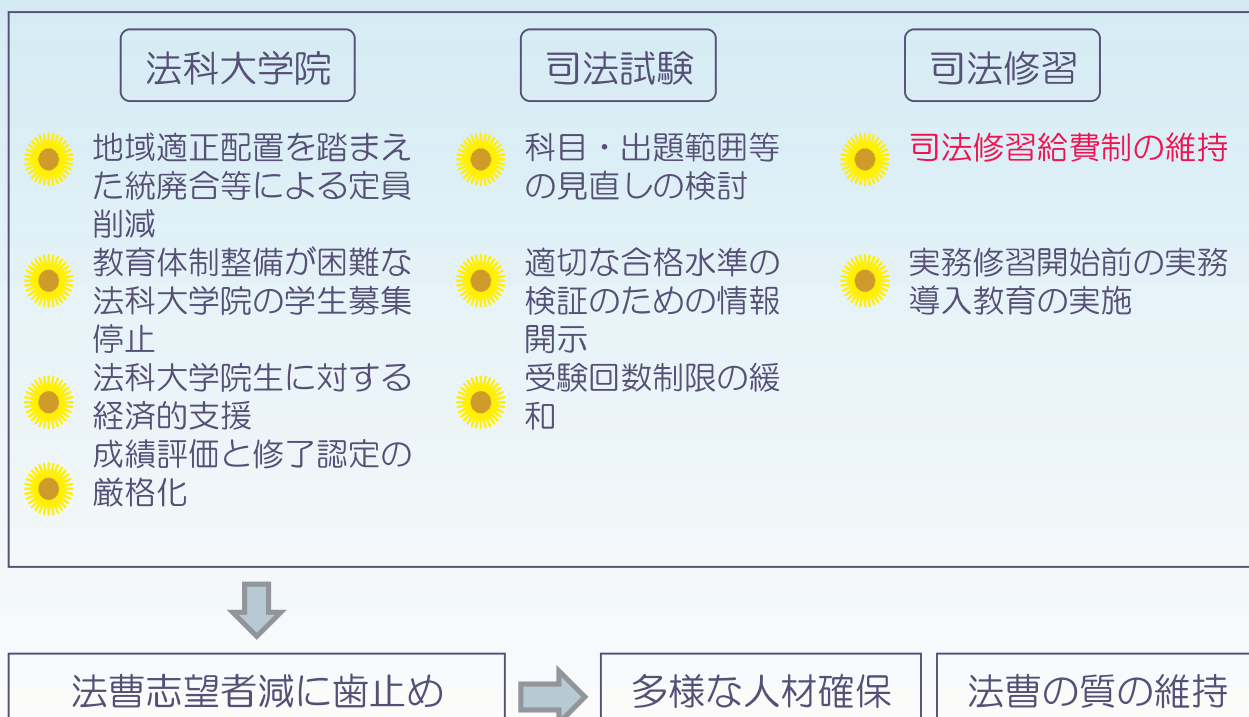 法科大学院
地域適正配置を踏まえ
た統廃合等による定員
削減
教育体制整備が困難な
法科大学院の学生募集
停止
法科大学院生に対する
経済的支援
成績評価と修了認定の
厳格化
司法試験
科目・出題範囲等
の見直しの検討
適切な合格水準の
検証のための情報
開示
受験回数制限の緩
和
司法修習
司法修習給費制の維持
実務修習開始前の実務
導入教育の実施
法曹志望者減に歯止め
多様な人材確保
法曹の質の維持